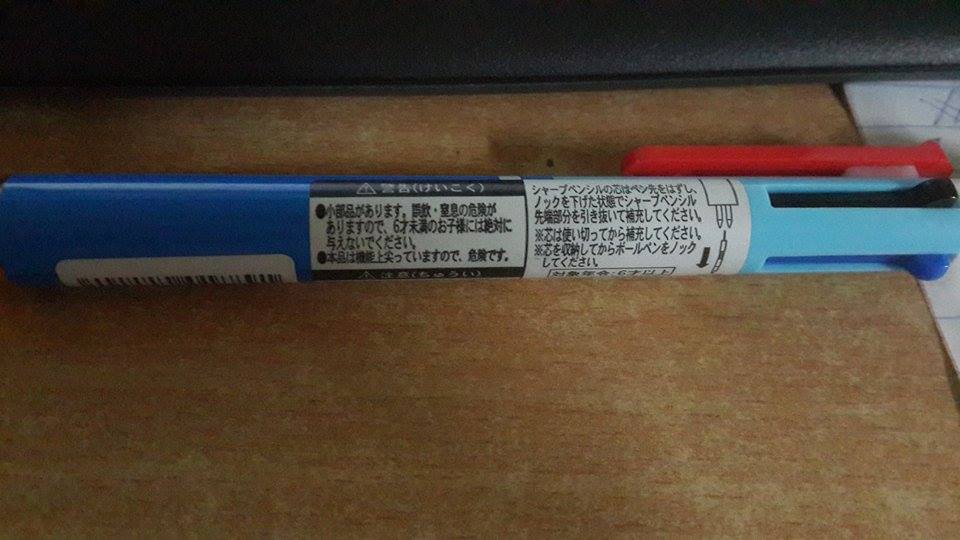 ⚠警告(けいこく)
●小部品があります。誤飲・窒息の危険が
ありますので、6才未満のお子様には絶対に
与えないでください。
●本品は機能上尖っていますので、危険です。
⚠注意(ちゅうい)
シャープペンシルの芯はペン先をはずし、
ノックを下げた状態でシャープペンシル
先端部分を引き抜いて補充してください。
※芯は使い切ってから補充してください。
※芯を収納してからボールペンをノック
してください。
対象年令:6才以上